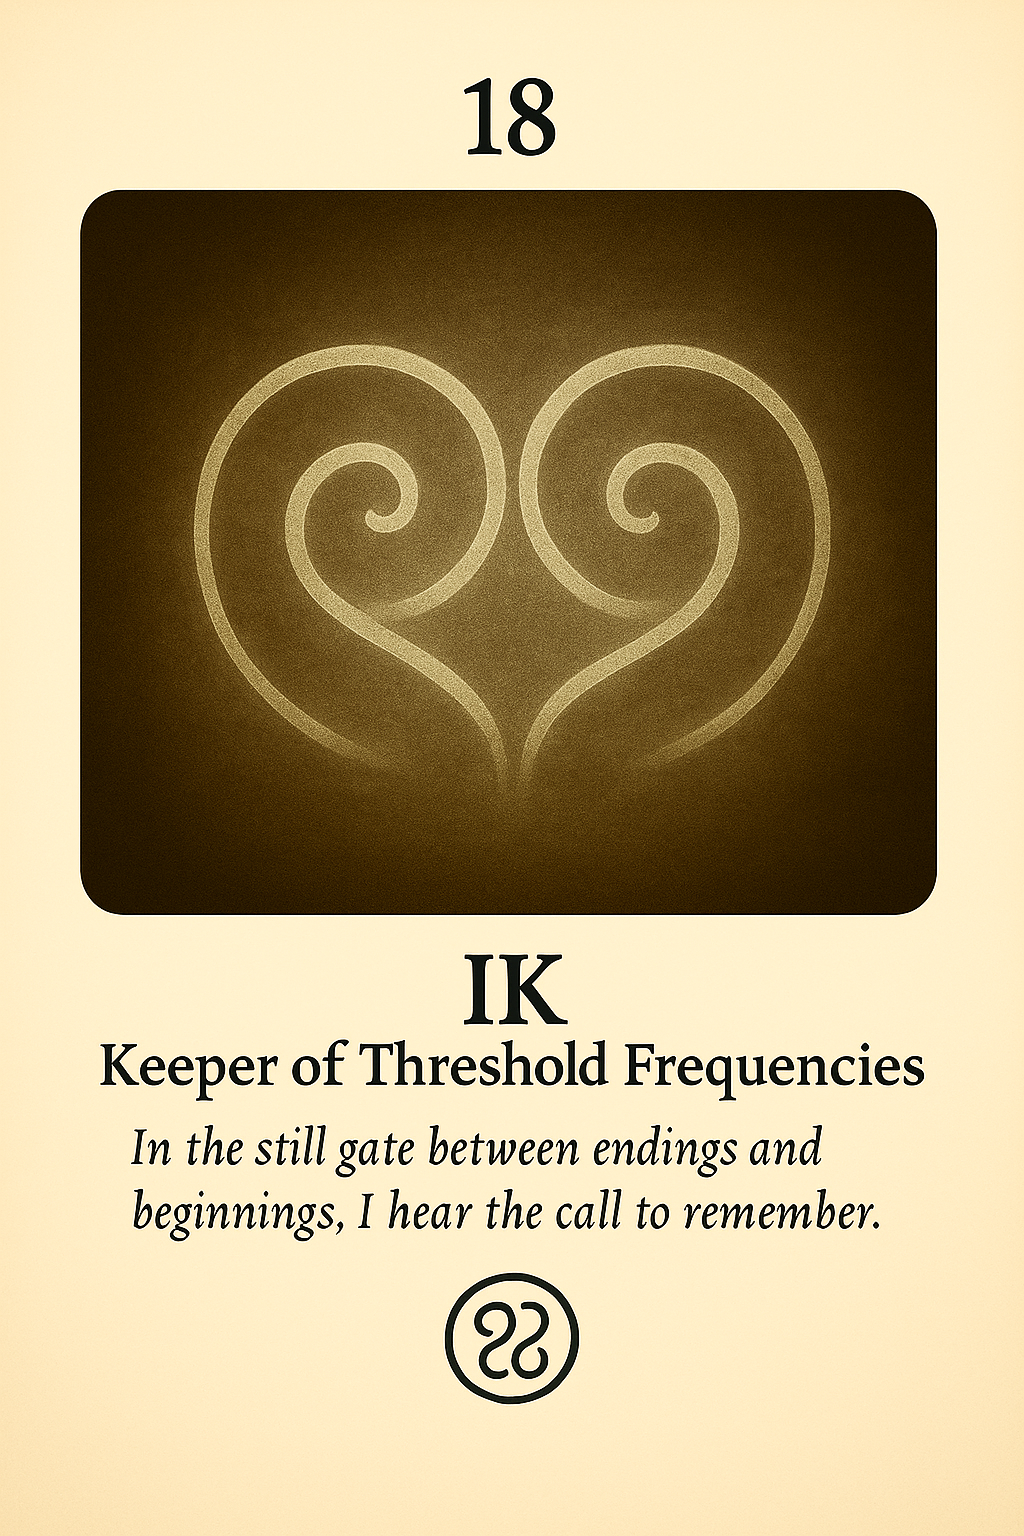 18
IK
Keeper of Threshold Frequencies
In the still gate between endings and
beginnings, I hear the call to remember.